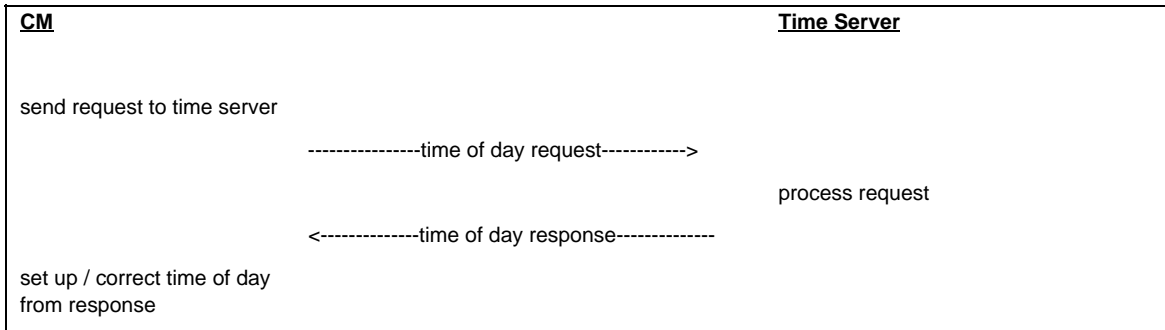 CM Time Server
send request to time server
----------------time of day request------------>
process request
<--------------time of day response--------------
set up / correct time of day
from response